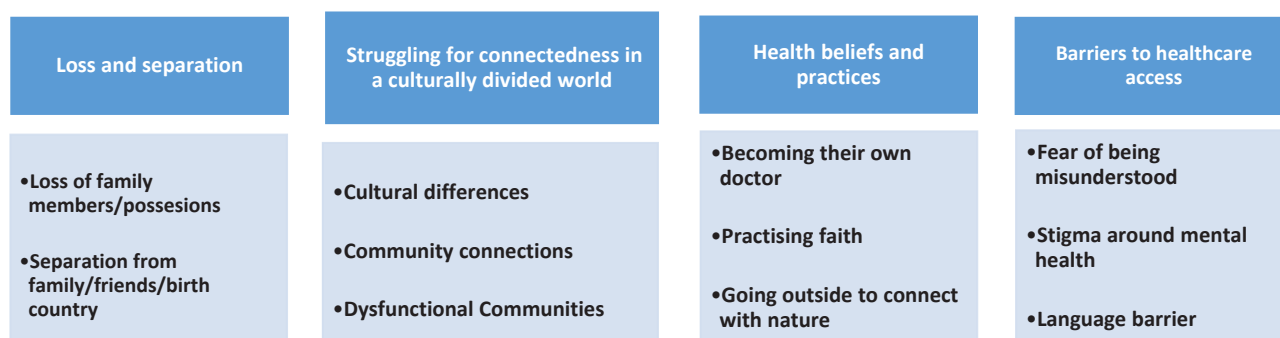 Loss and separation
•Loss of family
members/possesions
•Separation from
family/friends/birth
country
Struggling for connectedness in
a culturally divided world
•Cultural differences
•Community connections
•Dysfunctional Communities
Health beliefs and
practices
•Becoming their own
doctor
•Practising faith
•Going outside to connect
with nature
Barriers to healthcare
access
•Fear of being
misunderstood
•Stigma around mental
health
•Language barrier